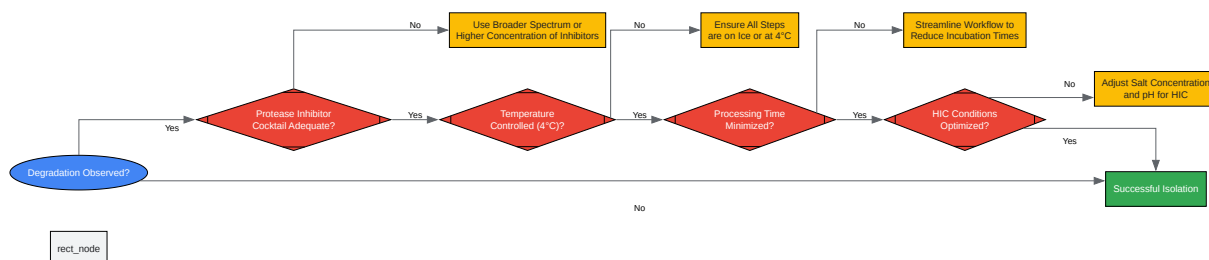 No
Use Broader Spectrum or
Higher Concentration of Inhibitors
No
Ensure All Steps
are on Ice or at 4°C
No
Streamline Workflow to
Reduce Incubation Times
No
Adjust Salt Concentration
and pH for HIC
Yes
Protease Inhibitor
Cocktail Adequate?
Yes
Temperature
Controlled (4°C)?
Yes
Processing Time
Minimized?
Yes
HIC Conditions
Optimized?
Yes
Degradation Observed?
Successful Isolation
No
rect_node